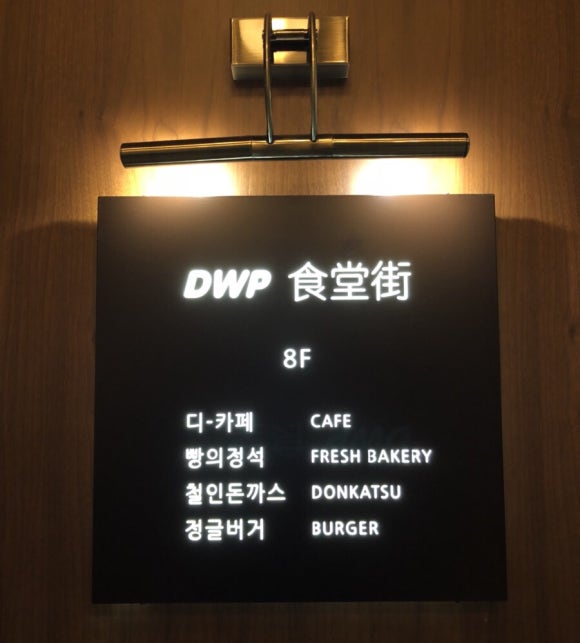 DWP 食堂街
8F
디-카페 CAFE
빵의정석 FRESH BAKERY
철인돈까스 DONKATSU
정글버거 BURGER